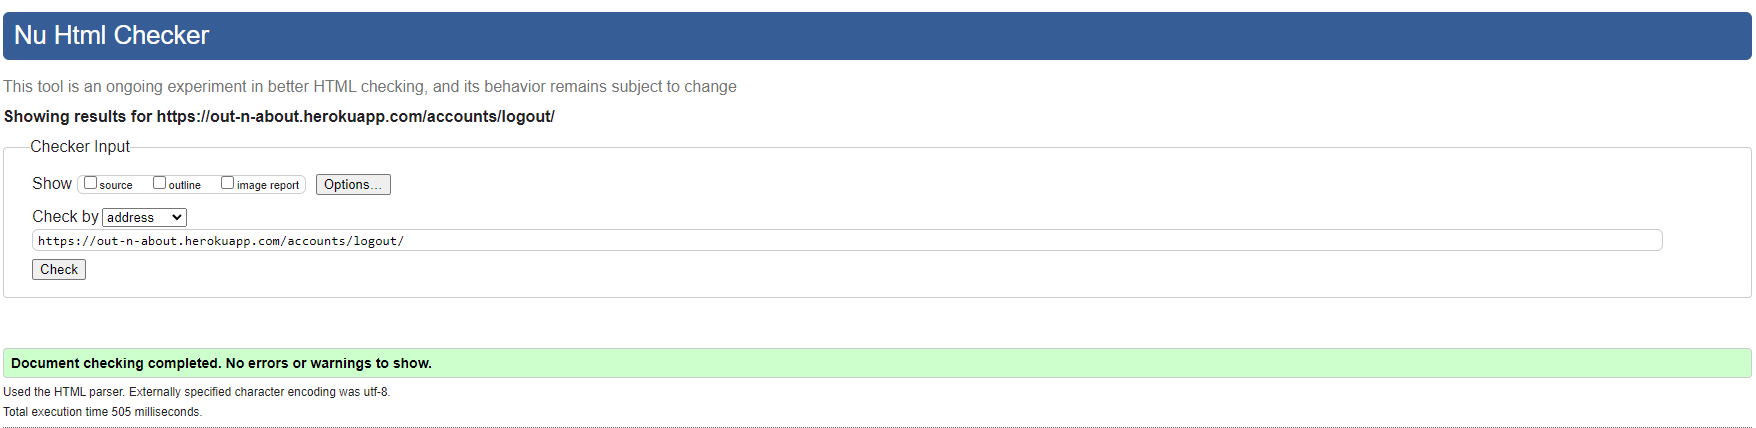 Nu Html Checker
This tool is an ongoing experiment in better HTML checking, and its behavior remains subject to change
Showing results for https://out-n-about.herokuapp.com/accounts/logout/
Checker Input
Show source outline image report Options...
Check by address
https://out-n-about.herokuapp.com/accounts/logout/
Check
Document checking completed. No errors or warnings to show.
Used the HTML parser. Externally specified character encoding was utf-8.
Total execution time 505 milliseconds.